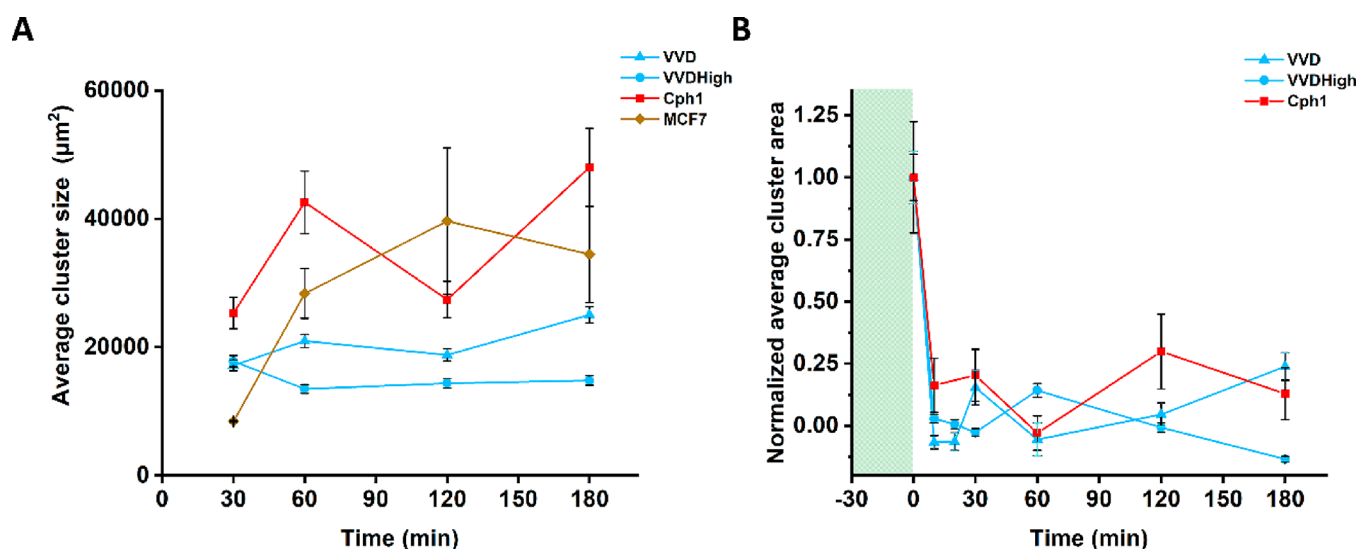 A
VVD
VVDHigh
Cph1
MCF7
Average cluster size (µm²)
60000
40000
20000
0
0 30 60 90 120 150 180
Time (min)
B
VVD
VVDHigh
Cph1
Normalized average cluster area
1.25
1.00
0.75
0.50
0.25
0.00
-30 0 30 60 90 120 150 180
Time (min)